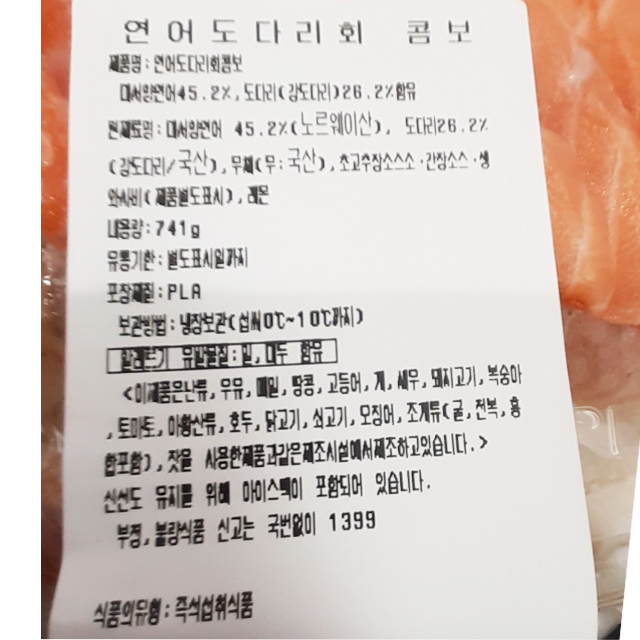 연어도다리회 콤보
제품명:연어도다리회콤보
대서양연어45.2%,도다리(강도다리)26.2%함유
원재료명:대서양연어 45.2%(노르웨이산), 도다리26.2%
(강도다리/국산),무채(무:국산),초고추장소스소·간장소스·생
와사비(제품별도표시),레몬
내용량:741g
유통기한:별도표시일까지
포장재질:PLA
보관방법:냉장보관(섭씨0℃~10℃까지)
알레르기 유발물질:밀,대두 함유
<이제품은난류,우유,메밀,땅콩,고등어,게,새우,돼지고기,복숭아
,토마토,아황산류,호두,닭고기,쇠고기,오징어,조개류(굴,전복,홍
합포함),잣을 사용한제품과같은제조시설에서제조하고있습니다.>
신선도 유지를 위해 아이스팩이 포함되어 있습니다.
부정,불량식품 신고는 국번없이 1399
식품의유형:즉석섭취식품